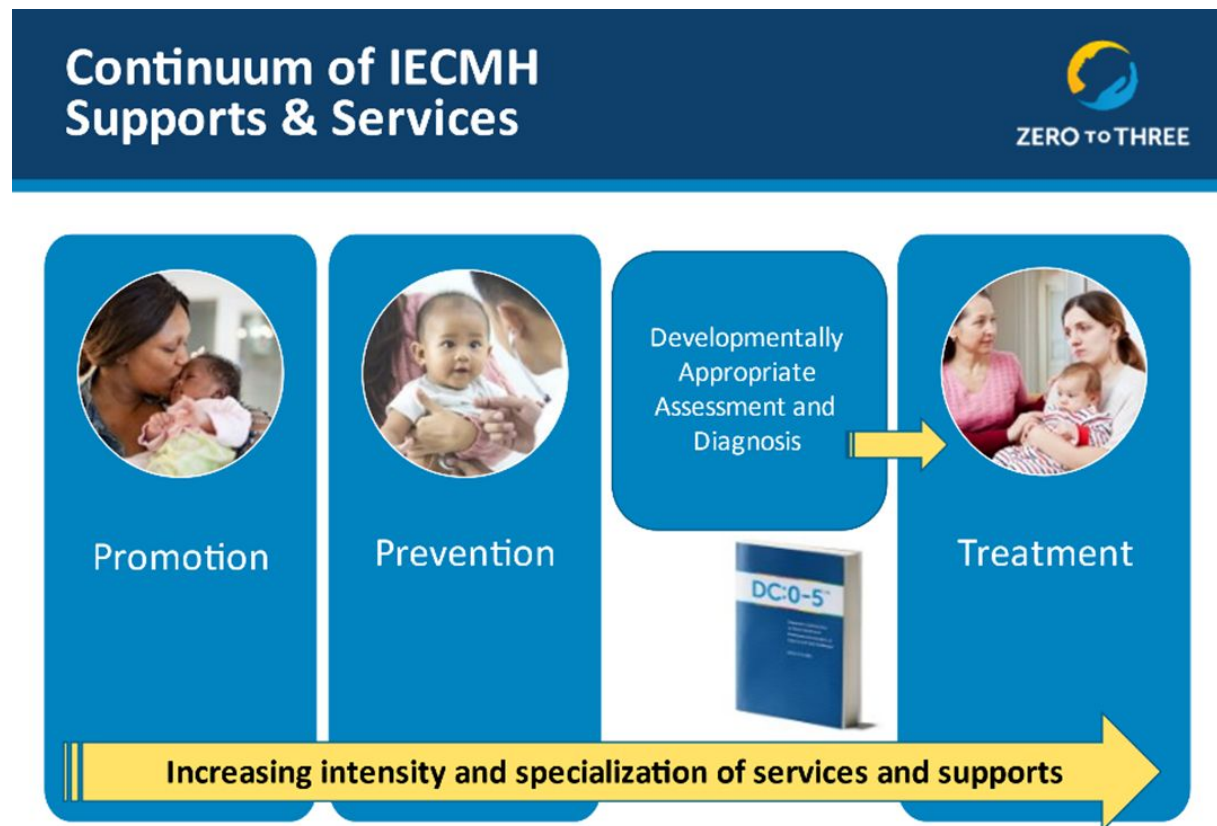 Continuum of IECMH
Supports & Services
ZERO TO THREE
Promotion
Prevention
Developmentally
Appropriate
Assessment and
Diagnosis
DC:0–5™
Treatment
Increasing intensity and specialization of services and supports